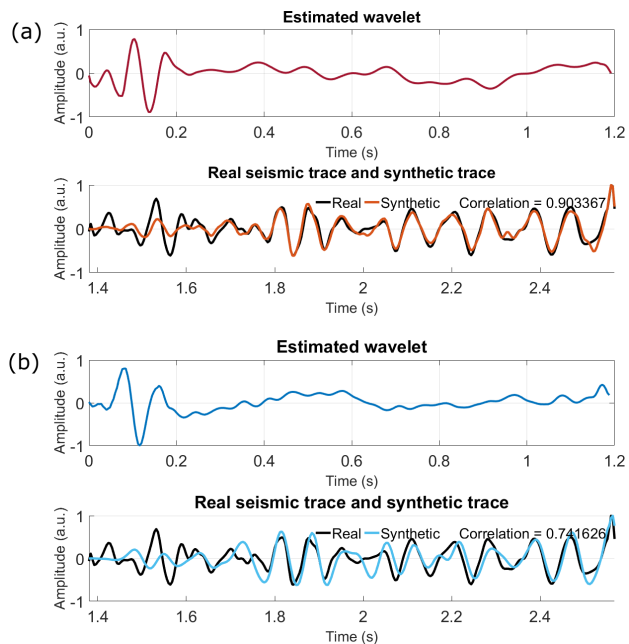 (a)
Estimated wavelet
Amplitude (a.u.)
1
0
-1
0 0.2 0.4 0.6 0.8 1 1.2
Time (s)
Real seismic trace and synthetic trace
Amplitude (a.u.)
1
0
-1
Real Synthetic Correlation = 0.903367
1.4 1.6 1.8 2 2.2 2.4
Time (s)
(b)
Estimated wavelet
Amplitude (a.u.)
1
0
-1
0 0.2 0.4 0.6 0.8 1 1.2
Time (s)
Real seismic trace and synthetic trace
Amplitude (a.u.)
1
0
-1
Real Synthetic Correlation = 0.741626
1.4 1.6 1.8 2 2.2 2.4
Time (s)